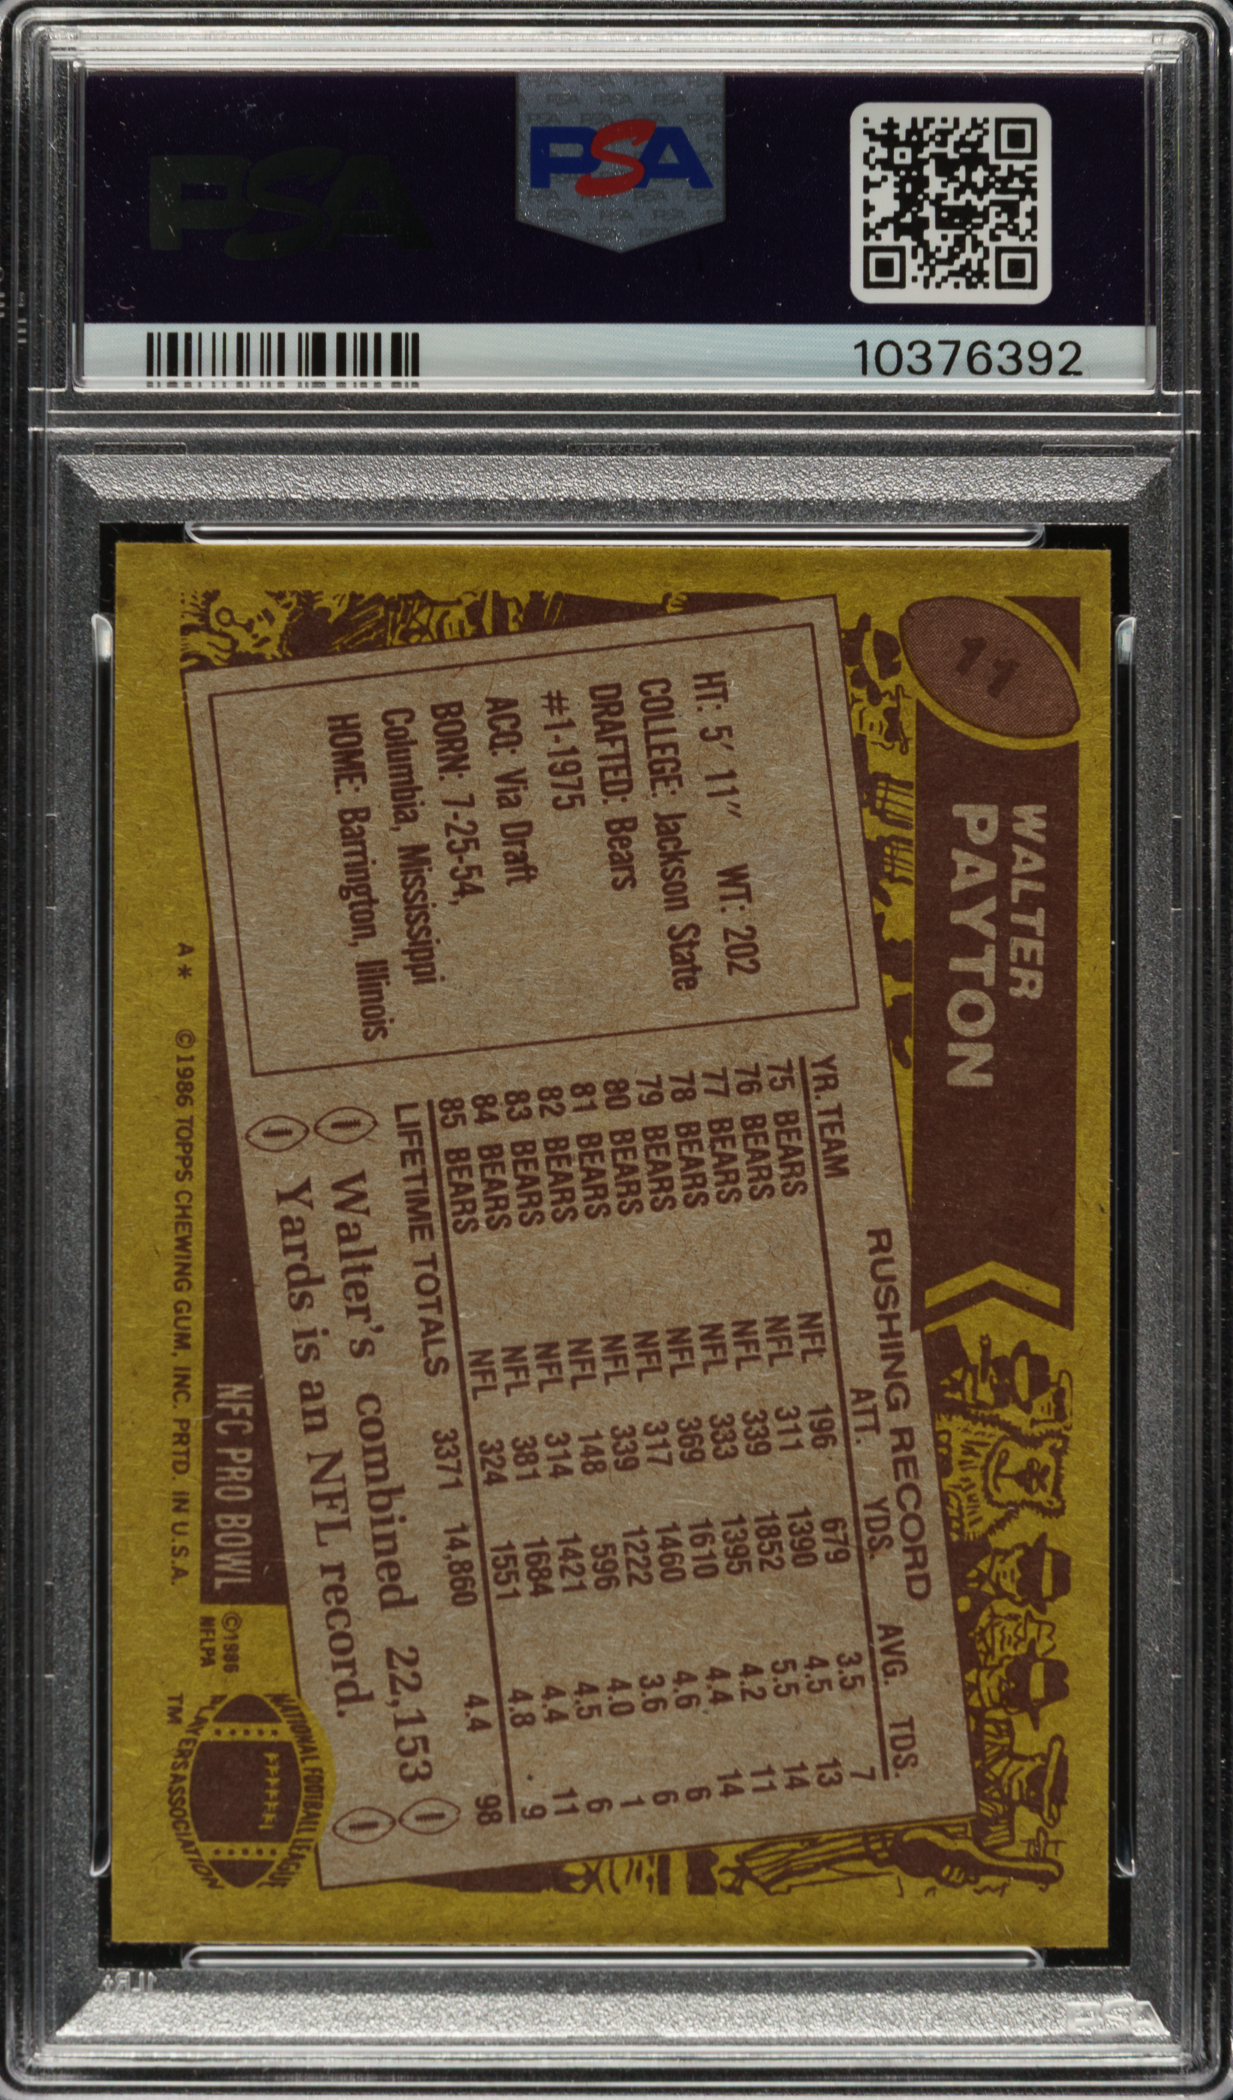 PSA
PSA
10376392
11
WALTER
PAYTON
HT: 5' 11" WT: 202
COLLEGE: Jackson State
DRAFTED: Bears
#1-1975
ACQ: Via Draft
BORN: 7-25-54,
Columbia, Mississippi
HOME: Barrington, Illinois
RUSHING RECORD
YR. TEAM ATT. YDS. AVG. TDS.
75 BEARS NFL 196 679 3.5 7
76 BEARS NFL 311 1390 4.5 13
77 BEARS NFL 339 1852 5.5 14
78 BEARS NFL 333 1395 4.2 11
79 BEARS NFL 369 1610 4.4 14
80 BEARS NFL 317 1460 4.6 6
81 BEARS NFL 339 1222 3.6 6
82 BEARS NFL 148 596 4.0 1
83 BEARS NFL 314 1421 4.5 6
84 BEARS NFL 381 1684 4.4 11
85 BEARS NFL 324 1551 4.8 9
LIFETIME TOTALS 3371 14,860 4.4 98
Walter's combined 22,153
Yards is an NFL record.
NFC PRO BOWL
A * ©1986 TOPPS CHEWING GUM, INC. PRTD. IN U.S.A.
©1986
NFLPA
NATIONAL FOOTBALL LEAGUE
PLAYERS ASSOCIATION
TM